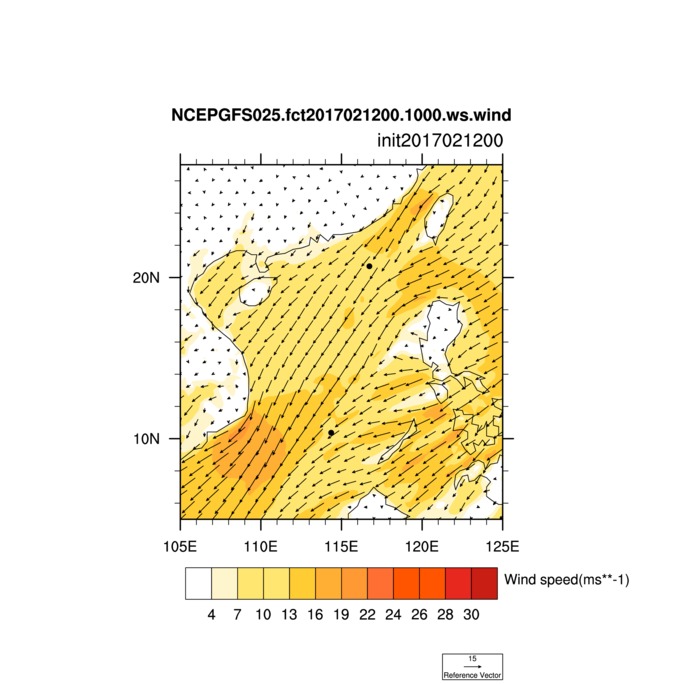 NCEPGFS025.fct2017021200.1000.ws.wind
init2017021200
20N
10N
105E 110E 115E 120E 125E
Wind speed(ms**-1)
4 7 10 13 16 19 22 24 26 28 30
15
Reference Vector